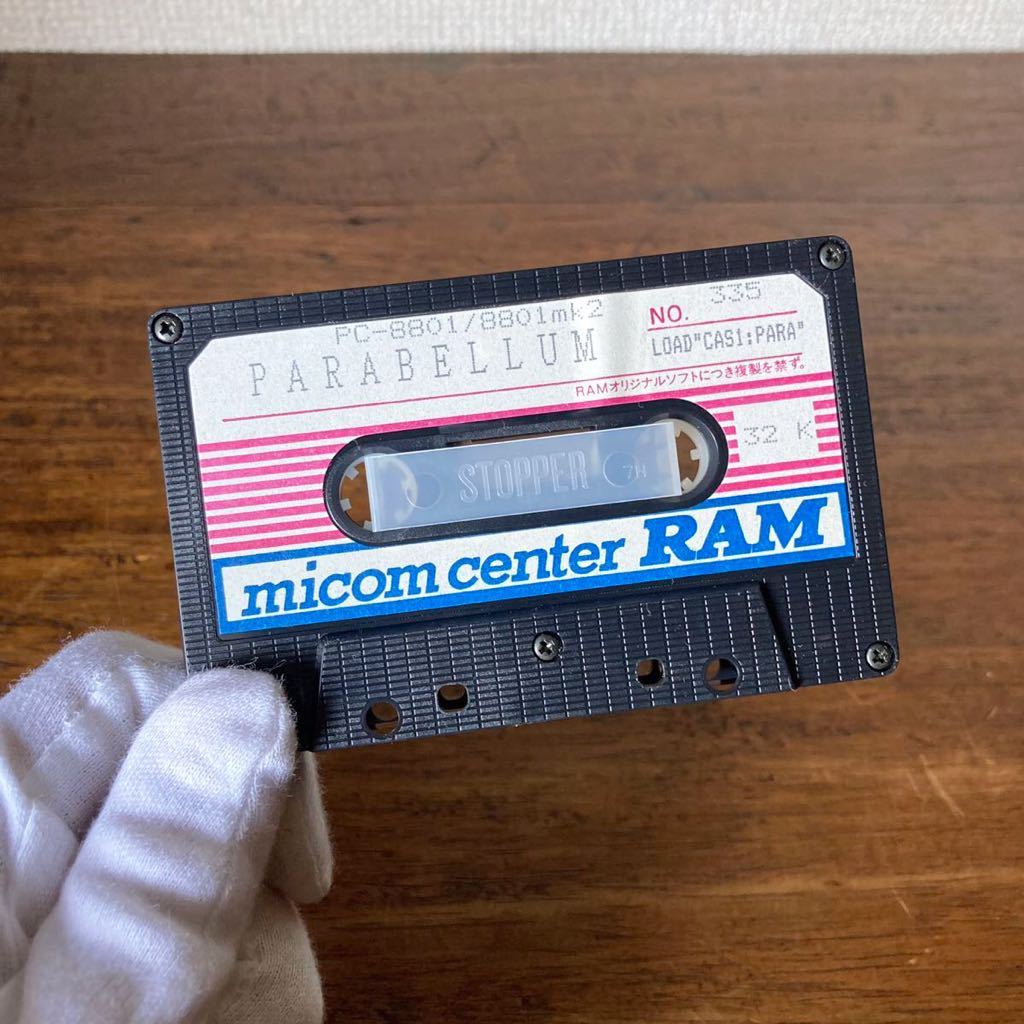 PC-8801/8801mk2
PARABELLUM
NO. 335
LOAD"CAS1:PARA"
RAMオリジナルソフトにつき複製を禁ず。
32 K
STOPPER 7H
micom center RAM